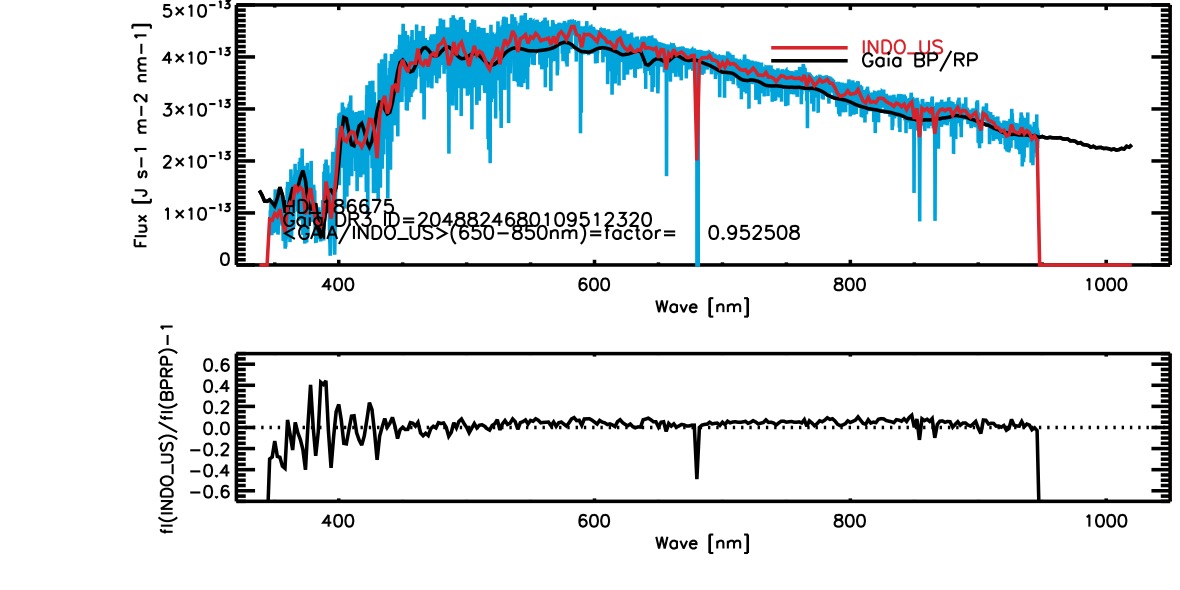 5×10−13
4×10−13
3×10−13
2×10−13
1×10−13
0
Flux [J s−1 m−2 nm−1]
INDO_US
Gaia BP/RP
HD_186675
Gaia DR3 ID=2048824680109512320
<GAIA/INDO_US>(650−850nm)=factor= 0.952508
400 600 800 1000
Wave [nm]
fl(INDO_US)/fl(BPRP)−1
0.6
0.4
0.2
0.0
−0.2
−0.4
−0.6
400 600 800 1000
Wave [nm]